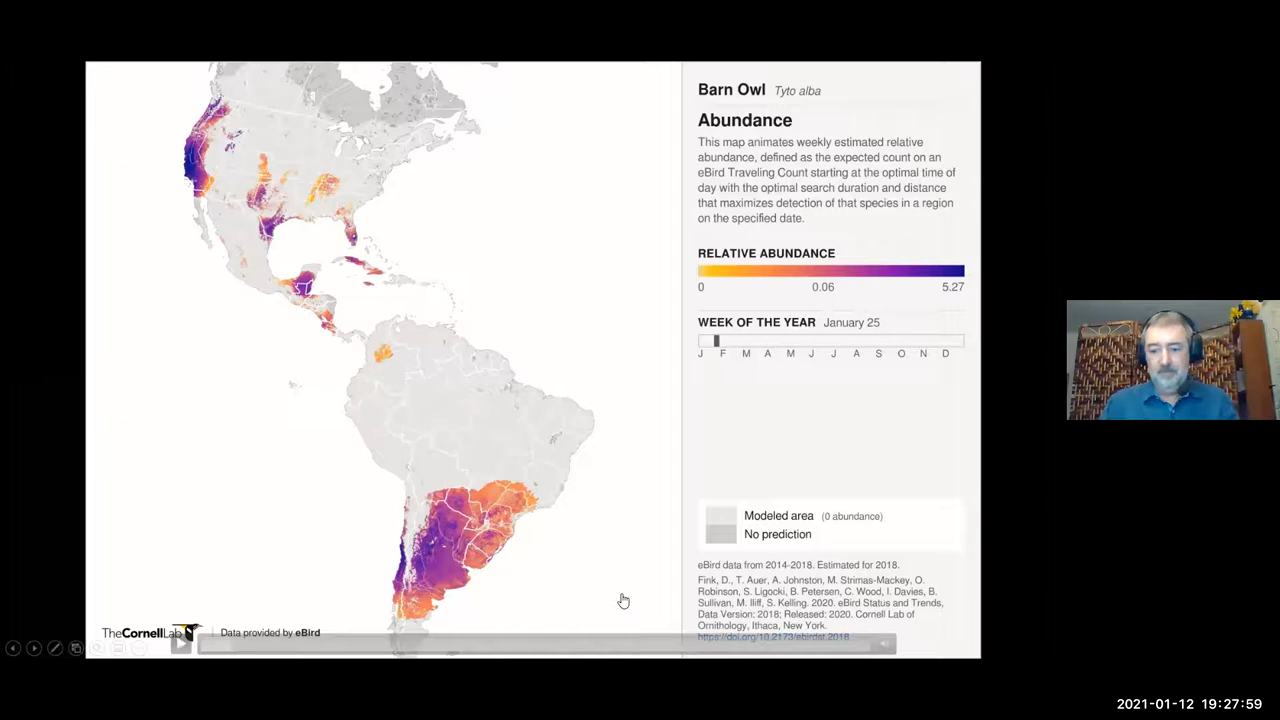 Barn Owl Tyto alba
Abundance
This map animates weekly estimated relative
abundance, defined as the expected count on an
eBird Traveling Count starting at the optimal time of
day with the optimal search duration and distance
that maximizes detection of that species in a region
on the specified date.
RELATIVE ABUNDANCE
0 0.06 5.27
WEEK OF THE YEAR January 25
J F M A M J J A S O N D
Modeled area (0 abundance)
No prediction
eBird data from 2014-2018. Estimated for 2018.
Fink, D., T. Auer, A. Johnston, M. Strimas-Mackey, O.
Robinson, S. Ligocki, B. Petersen, C. Wood, I. Davies, B.
Sullivan, M. Iliff, S. Kelling. 2020. eBird Status and Trends,
Data Version: 2018; Released: 2020. Cornell Lab of
Ornithology, Ithaca, New York.
https://doi.org/10.2173/ebirdst.2018
TheCornellLab Data provided by eBird
2021-01-12 19:27:59